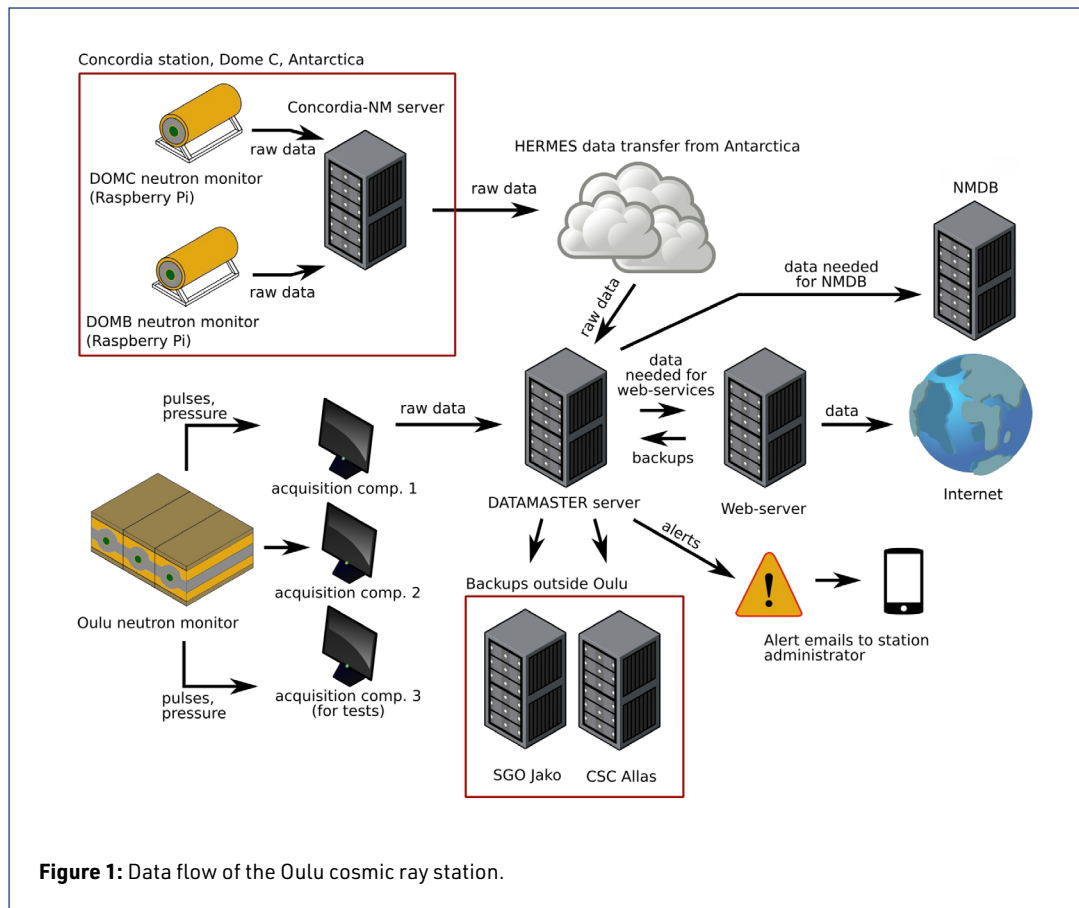 Concordia station, Dome C, Antarctica
Concordia-NM server
raw data
DOMC neutron monitor
(Raspberry Pi)
raw data
DOMB neutron monitor
(Raspberry Pi)
raw data
HERMES data transfer from Antarctica
raw data
NMDB
data needed
for NMDB
pulses,
pressure
acquisition comp. 1
raw data
data
needed for
web-services
backups
data
Internet
DATAMASTER server
Web-server
acquisition comp. 2
Oulu neutron monitor
pulses,
pressure
acquisition comp. 3
(for tests)
alerts
Backups outside Oulu
SGO Jako
CSC Allas
Alert emails to station
administrator
Figure 1: Data flow of the Oulu cosmic ray station.